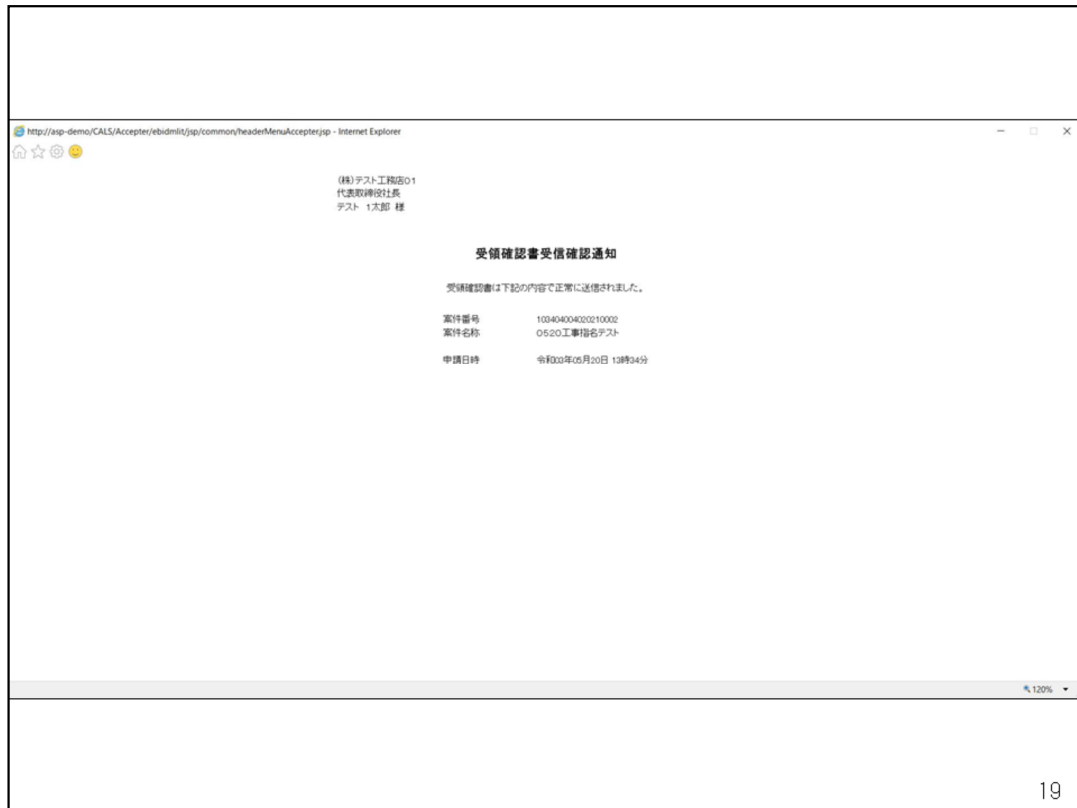 http://asp-demo/CALS/Accepter/ebidmlit/jsp/common/headerMenuAccepter.jsp - Internet Explorer
(株)テスト工務店01
代表取締役社長
テスト 1太郎 様
受領確認書受信確認通知
受領確認書は下記の内容で正常に送信されました。
案件番号 103404004020210002
案件名称 0520工事指名テスト
申請日時 令和03年05月20日 13時34分
120%
19